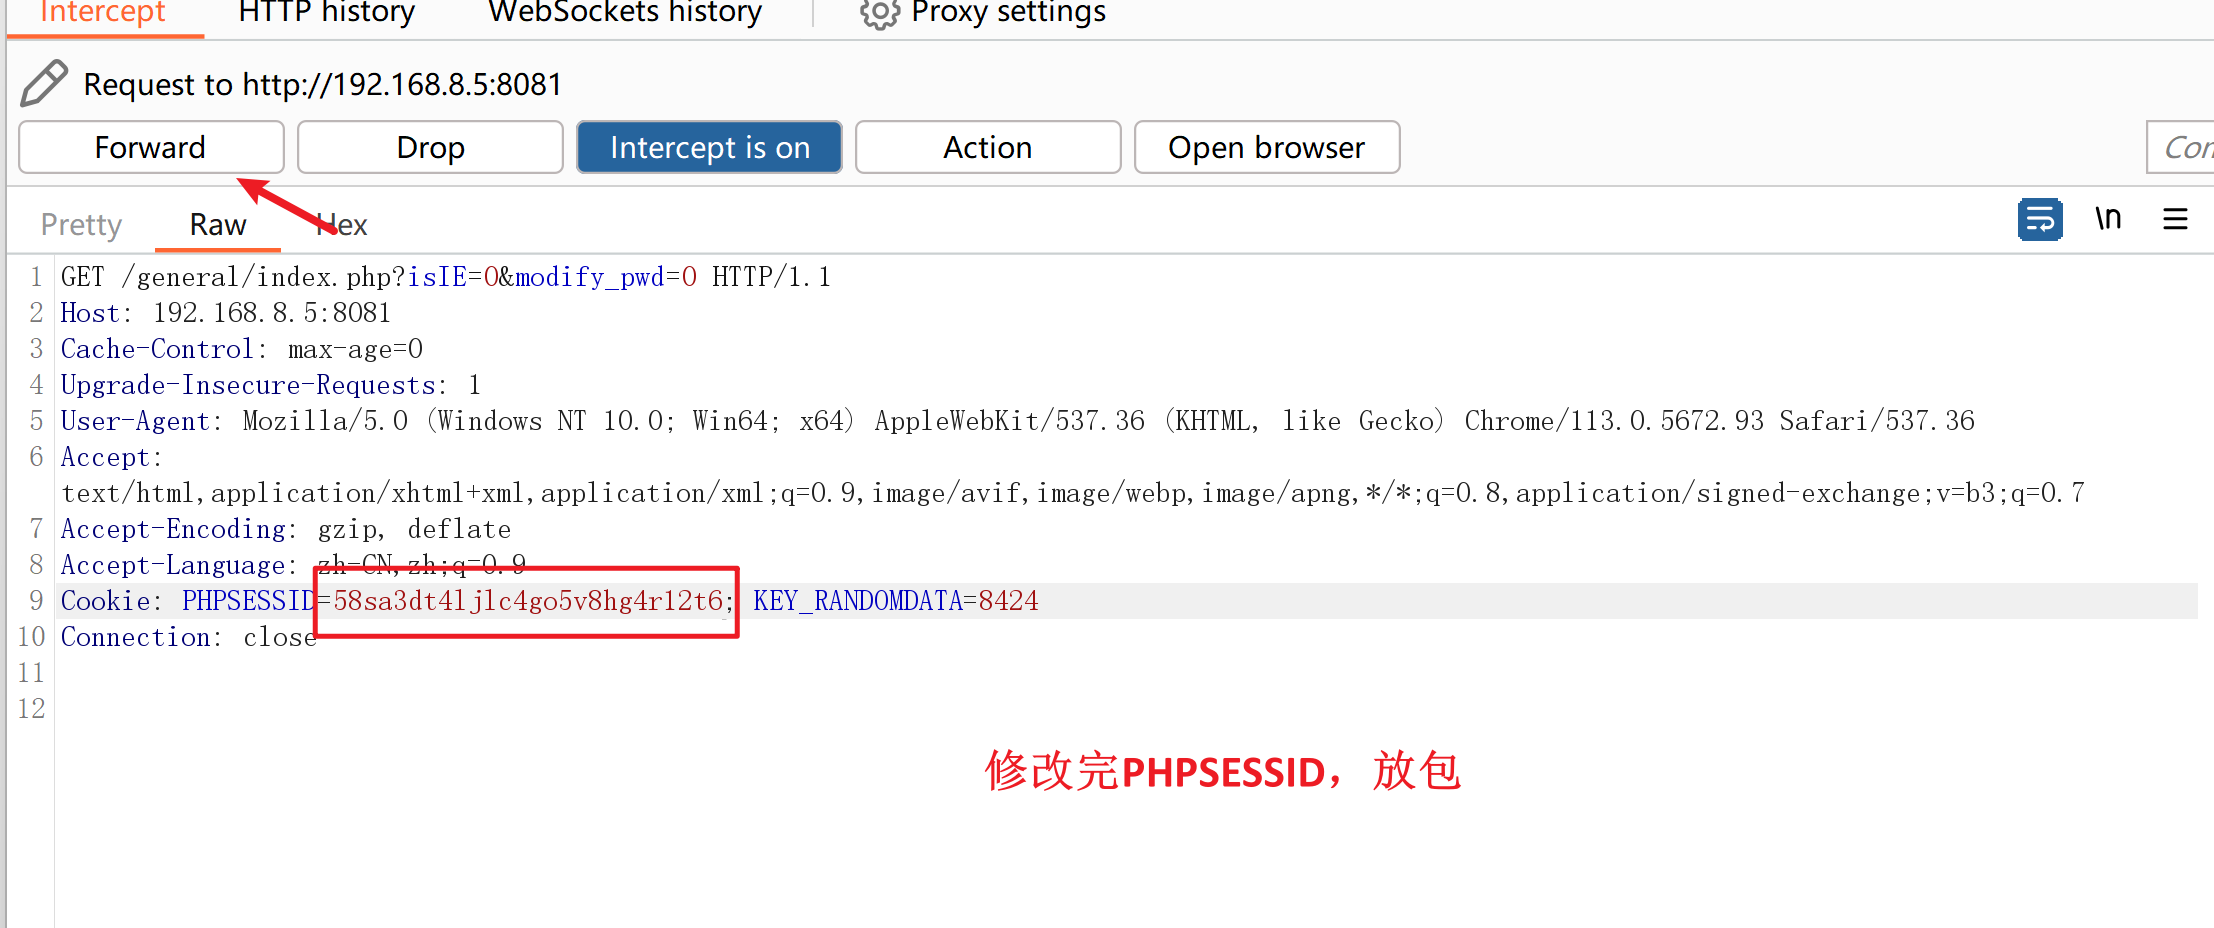 Intercept HTTP history WebSockets history Proxy settings
Request to http://192.168.8.5:8081
Forward Drop Intercept is on Action Open browser Con
Pretty Raw Hex \n
1 GET /general/index.php?isIE=0&modify_pwd=0 HTTP/1.1
2 Host: 192.168.8.5:8081
3 Cache-Control: max-age=0
4 Upgrade-Insecure-Requests: 1
5 User-Agent: Mozilla/5.0 (Windows NT 10.0; Win64; x64) AppleWebKit/537.36 (KHTML, like Gecko) Chrome/113.0.5672.93 Safari/537.36
6 Accept:
text/html,application/xhtml+xml,application/xml;q=0.9,image/avif,image/webp,image/apng,*/*;q=0.8,application/signed-exchange;v=b3;q=0.7
7 Accept-Encoding: gzip, deflate
8 Accept-Language: zh-CN,zh;q=0.9
9 Cookie: PHPSESSID=58sa3dt4ljlc4go5v8hg4r12t6; KEY_RANDOMDATA=8424
10 Connection: close
11
12
修改完PHPSESSID，放包